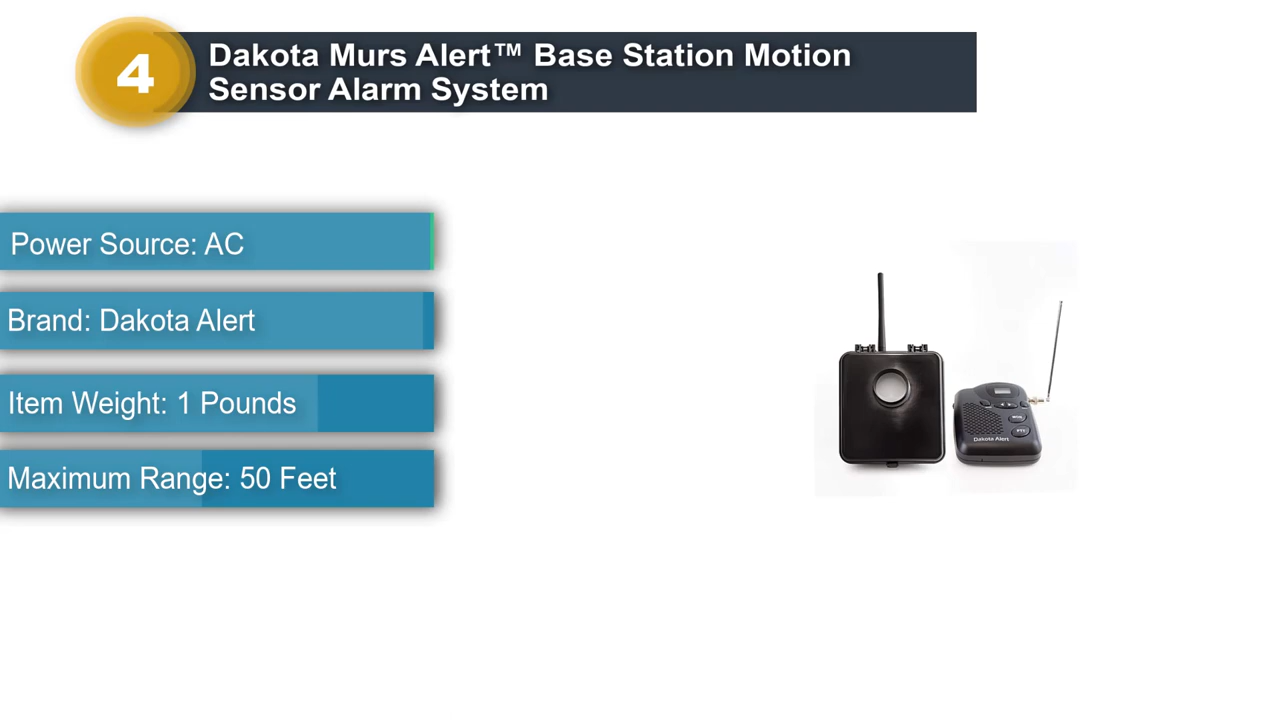 4
Dakota Murs Alert™ Base Station Motion
Sensor Alarm System
Power Source: AC
Brand: Dakota Alert
Item Weight: 1 Pounds
Maximum Range: 50 Feet
Dakota Alert